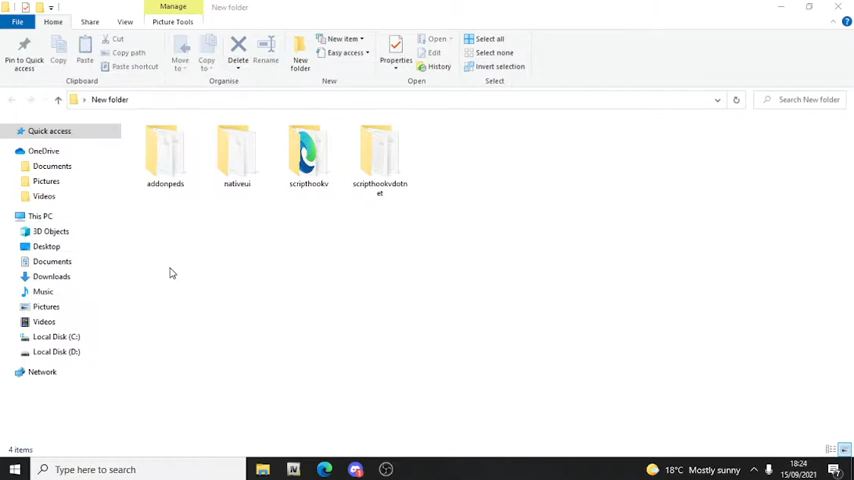 Manage
New folder
File
Home
Share
View
Picture Tools
Pin to Quick access
Copy
Paste
Cut
Copy path
Paste shortcut
Clipboard
Move to
Copy to
Delete
Rename
Organise
New folder
New item
Easy access
New
Properties
Open
Edit
History
Open
Select all
Select none
Invert selection
Select
New folder
Search New folder
Quick access
OneDrive
Documents
Pictures
Videos
This PC
3D Objects
Desktop
Documents
Downloads
Music
Pictures
Videos
Local Disk (C:)
Local Disk (D:)
Network
addonpeds
nativeui
scripthookv
scripthookvdotnet
4 items
Type here to search
IV
18°C Mostly sunny
18:24
15/09/2021